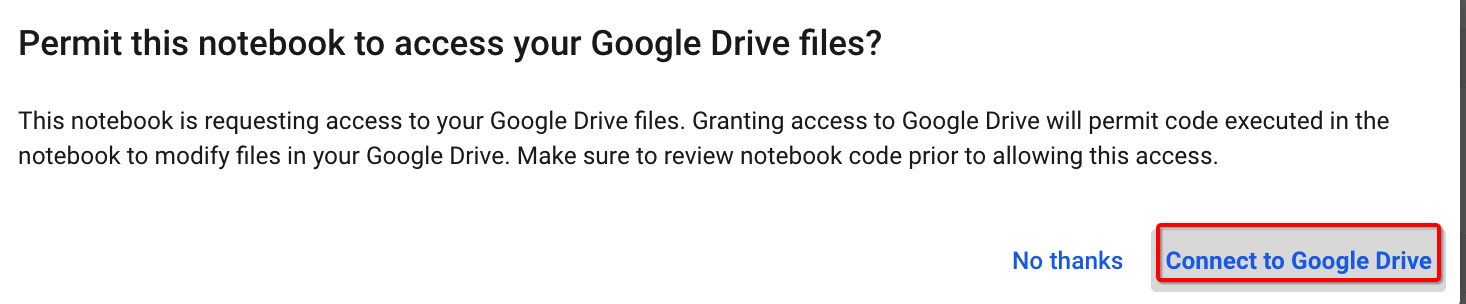 Permit this notebook to access your Google Drive files?
This notebook is requesting access to your Google Drive files. Granting access to Google Drive will permit code executed in the
notebook to modify files in your Google Drive. Make sure to review notebook code prior to allowing this access.
No thanks
Connect to Google Drive